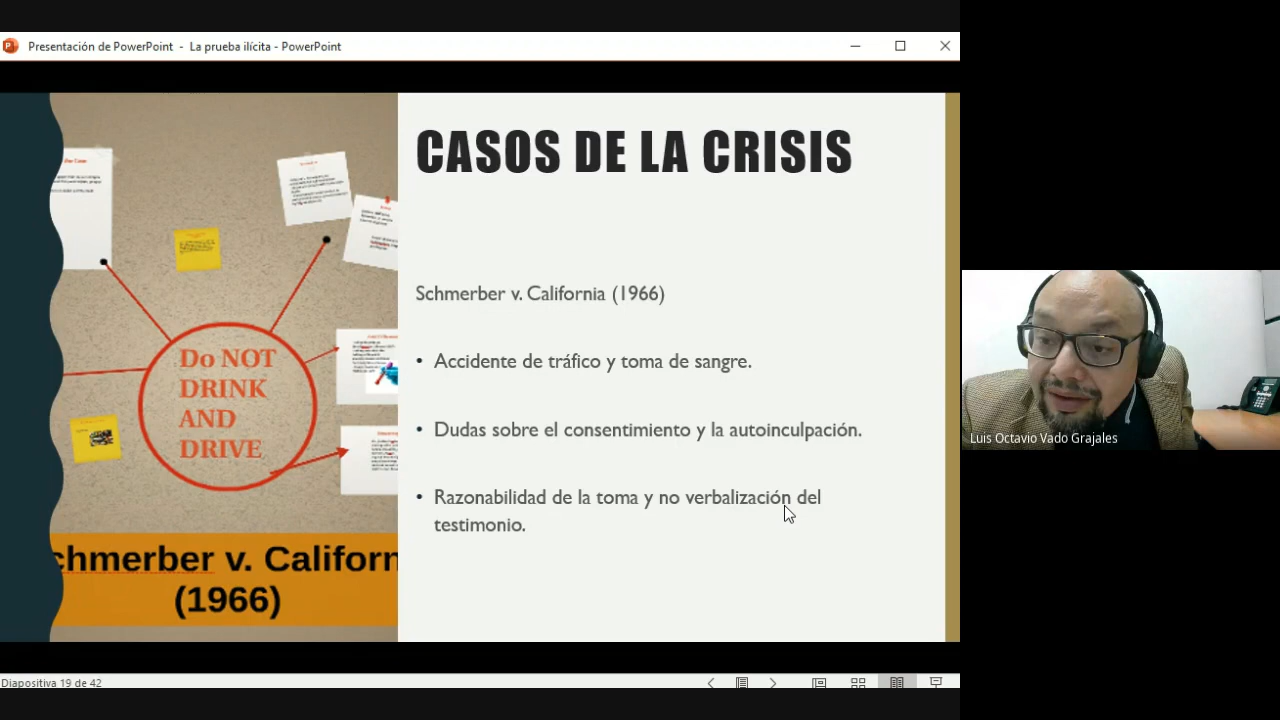 Presentación de PowerPoint - La prueba ilícita - PowerPoint
CASOS DE LA CRISIS
Schmerber v. California (1966)
• Accidente de tráfico y toma de sangre.
• Dudas sobre el consentimiento y la autoinculpación.
• Razonabilidad de la toma y no verbalización del
testimonio.
Do NOT
DRINK
AND
DRIVE
chmerber v. Californ
(1966)
Luis Octavio Vado Grajales
Diapositiva 19 de 42